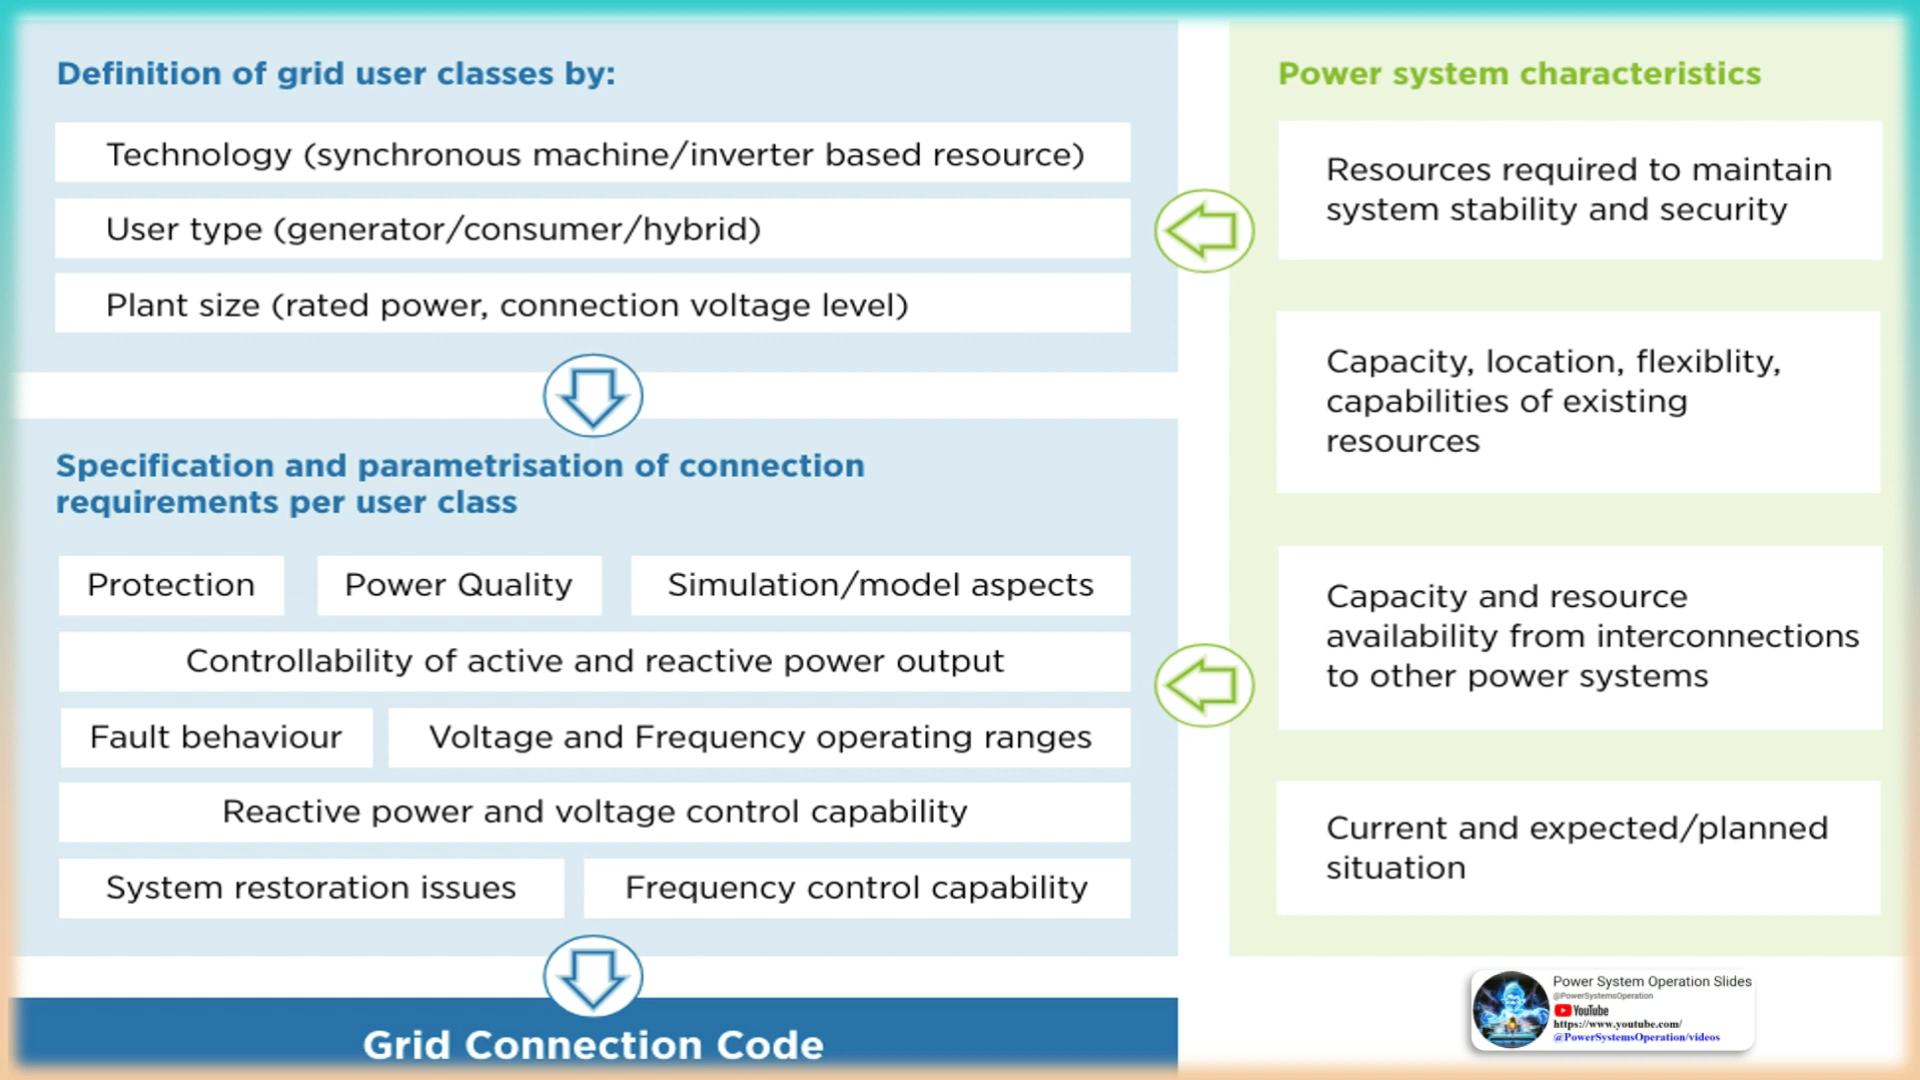 Definition of grid user classes by:
Technology (synchronous machine/inverter based resource)
User type (generator/consumer/hybrid)
Plant size (rated power, connection voltage level)
Specification and parametrisation of connection
requirements per user class
Protection
Power Quality
Simulation/model aspects
Controllability of active and reactive power output
Fault behaviour
Voltage and Frequency operating ranges
Reactive power and voltage control capability
System restoration issues
Frequency control capability
Grid Connection Code
Power system characteristics
Resources required to maintain
system stability and security
Capacity, location, flexiblity,
capabilities of existing
resources
Capacity and resource
availability from interconnections
to other power systems
Current and expected/planned
situation
Power System Operation Slides
@PowerSystemsOperation
YouTube
https://www.youtube.com/
@PowerSystemsOperation/videos